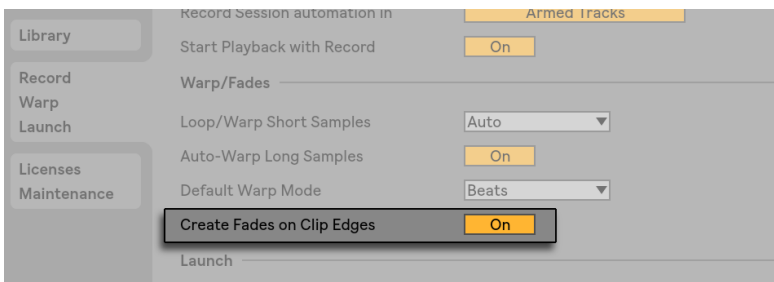 Library
Record
Warp
Launch
Licenses
Maintenance
Record Session automation in Armed Tracks
Start Playback with Record On
Warp/Fades
Loop/Warp Short Samples Auto
Auto-Warp Long Samples On
Default Warp Mode Beats
Create Fades on Clip Edges On
Launch